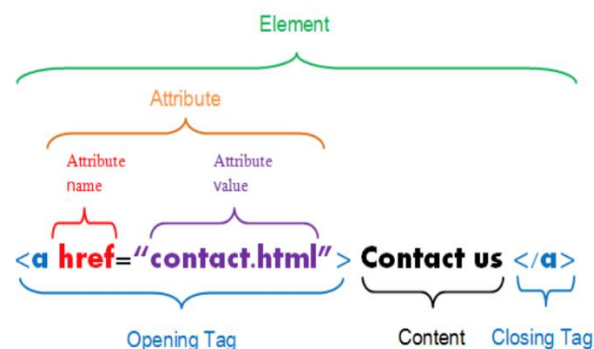 Element
Attribute
Attribute Attribute
name value
<a href=“contact.html”> Contact us </a>
Opening Tag Content Closing Tag